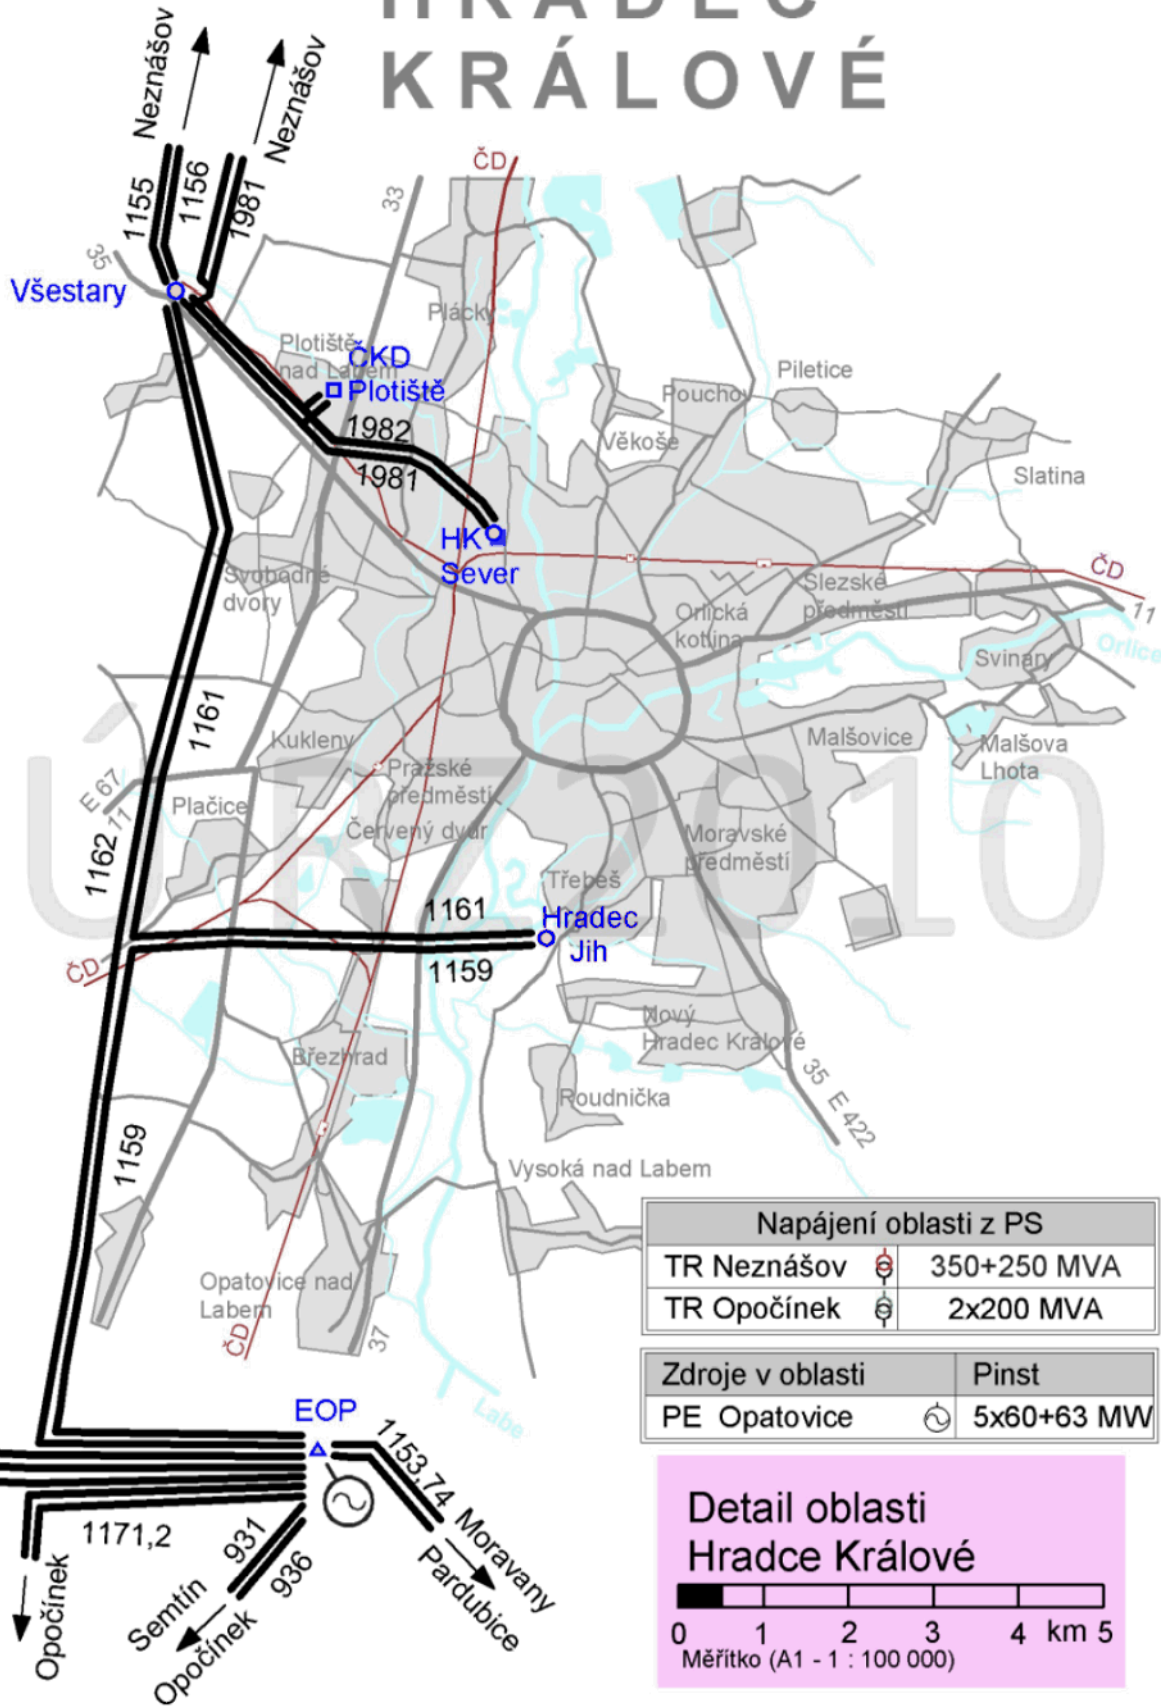 HRADEC
KRÁLOVÉ
Neznášov
Neznášov
1155
1156
1981
33
ČD
35
Všestary
Plácky
Plotiště
nad Labem
ČKD
Plotiště
1982
1981
Piletice
Pouchov
Věkoše
Slatina
HK
Sever
ČD
11
Svobodné
dvory
Orlická
kotlina
Slezské
předměstí
Orlice
Svinary
1161
Kukleny
Malšovice
Malšova
Lhota
Pražské
předměstí
E 67
11
Plačice
Červený dvůr
Moravské
předměstí
ÚRZ 2010
1162
Třebeš
1161
Hradec
Jih
1159
ČD
Nový
Hradec Králové
Březhrad
35 E 422
Roudnička
1159
Vysoká nad Labem
Opatovice nad
Labem
ČD
37
Labe
Napájení oblasti z PS
TR Neznášov 350+250 MVA
TR Opočínek 2x200 MVA
Zdroje v oblasti Pinst
PE Opatovice 5x60+63 MW
EOP
1153,74
Moravany
Pardubice
1171,2
931
936
Semtín
Opočínek
Opočínek
Detail oblasti
Hradce Králové
0 1 2 3 4 km 5
Měřítko (A1 - 1 : 100 000)